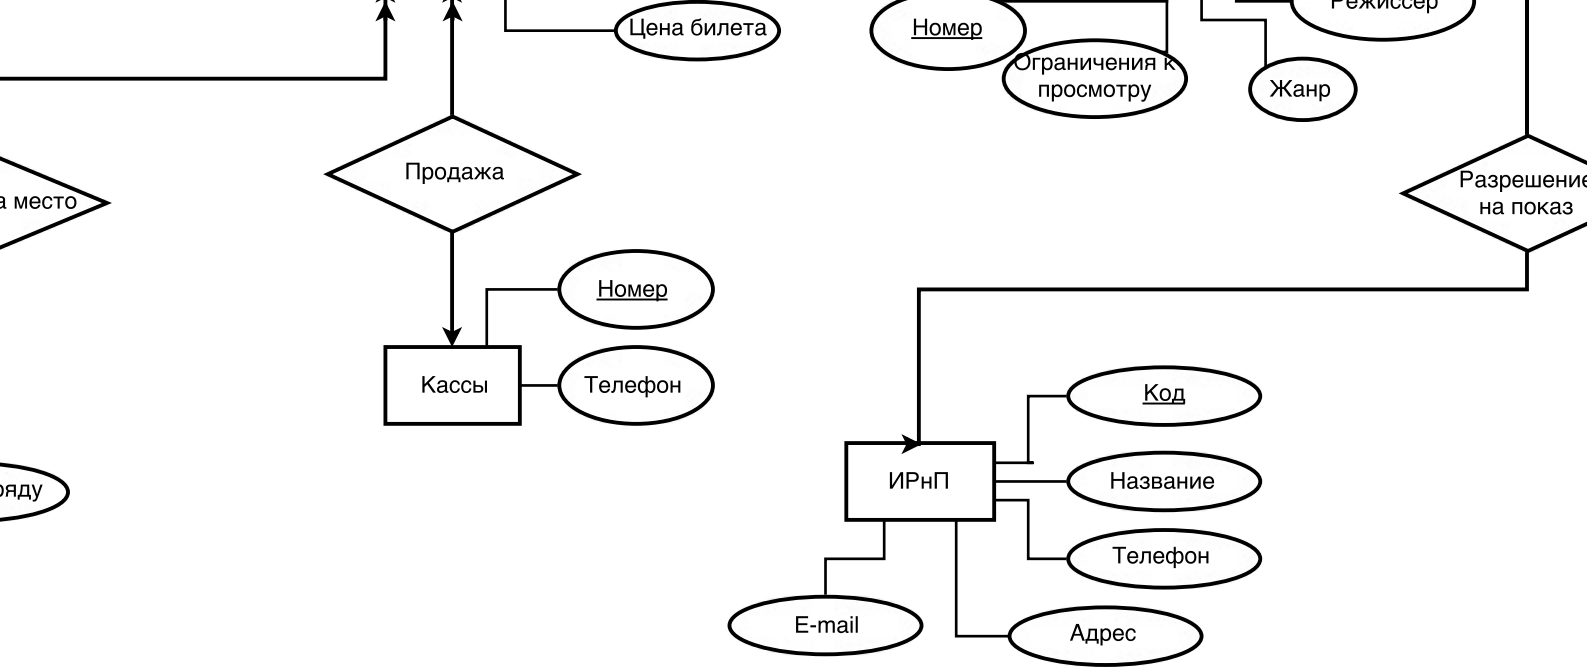 Режиссер
Цена билета
Номер
Ограничения к
просмотру
Жанр
Продажа
а место
Разрешение
на показ
Номер
Кассы
Телефон
Код
ИРнП
Название
ряду
Телефон
E-mail
Адрес